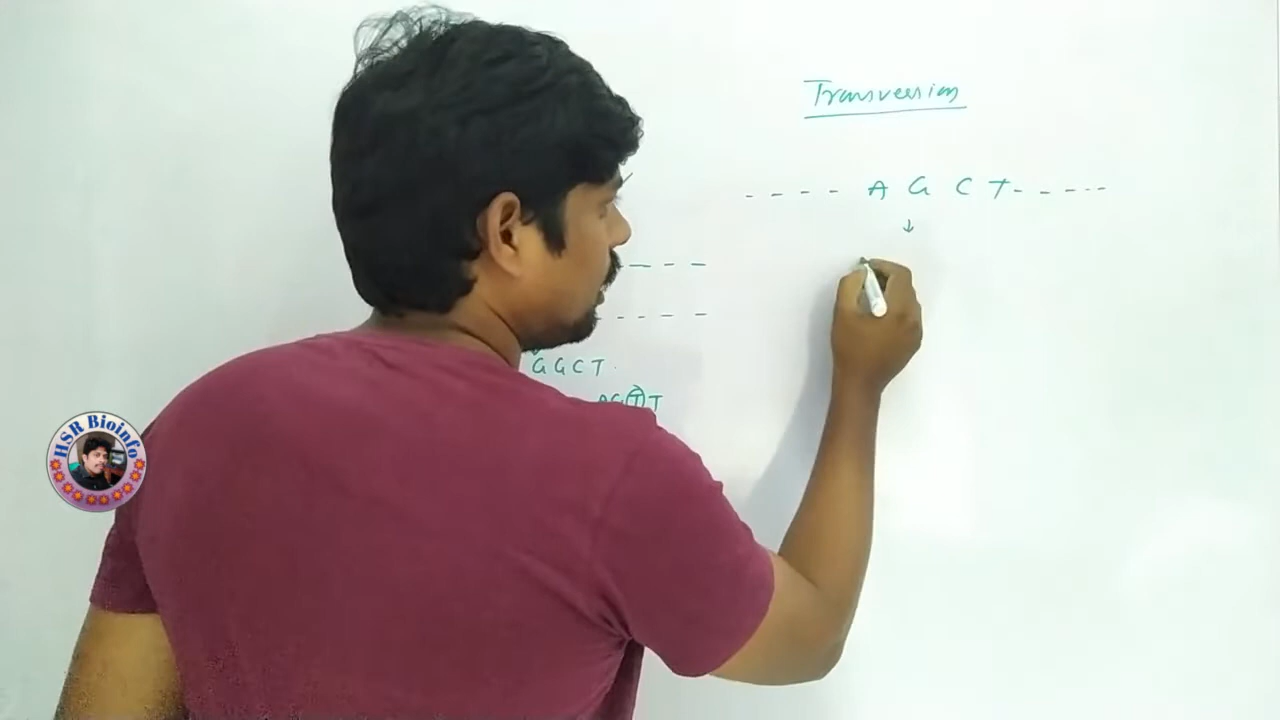 Transversion
- - - - A G C T - - - - -
— - -
- - - -
G G C T
A G T T
HSR Bioinfo